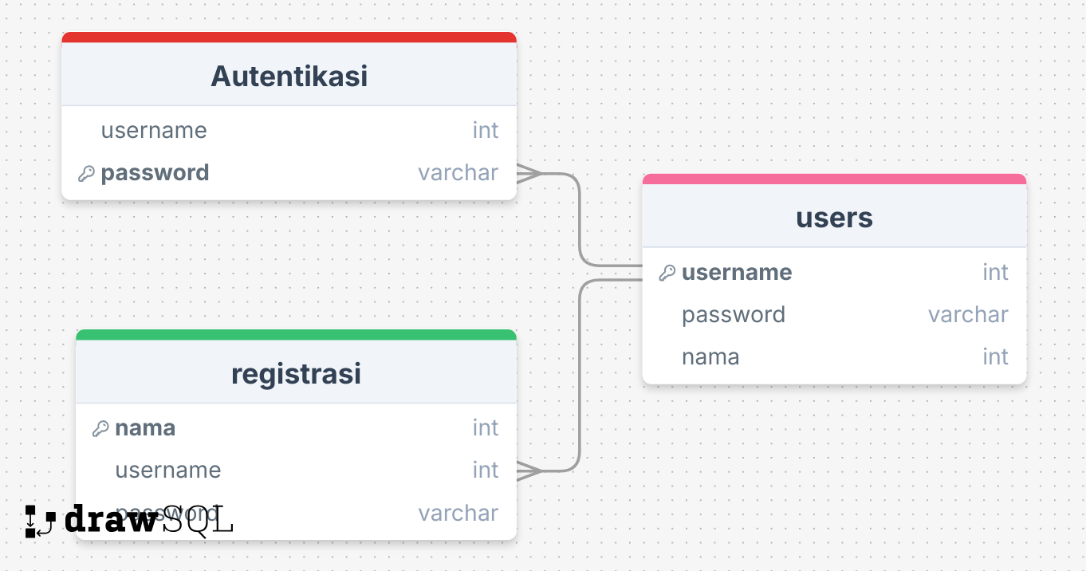 Autentikasi
username int
password varchar
users
username int
password varchar
nama int
registrasi
nama int
username int
password varchar
drawSQL